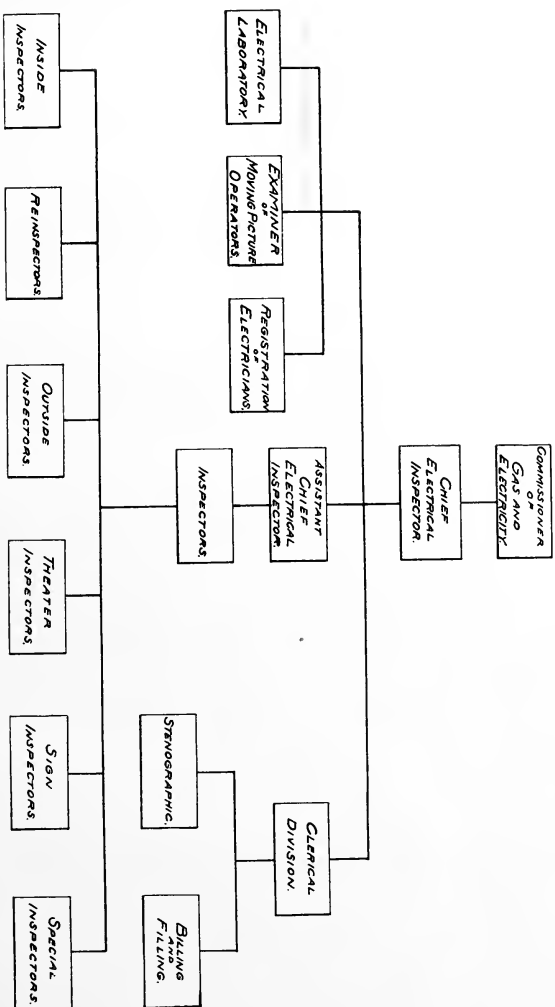 COMMISSIONER
OF
GAS AND
ELECTRICITY.
CHIEF
ELECTRICAL
INSPECTOR.
ELECTRICAL
LABORATORY.
EXAMINER
OF
MOVING PICTURE
OPERATORS.
REGISTRATION
OF
ELECTRICIANS.
ASSISTANT
CHIEF
ELECTRICAL
INSPECTOR.
CLERICAL
DIVISION.
INSPECTORS.
STENOGRAPHIC.
BILLING
AND
FILLING.
INSIDE
INSPECTORS.
REINSPECTORS.
OUTSIDE
INSPECTORS.
THEATER
INSPECTORS.
SIGN
INSPECTORS.
SPECIAL
INSPECTORS.